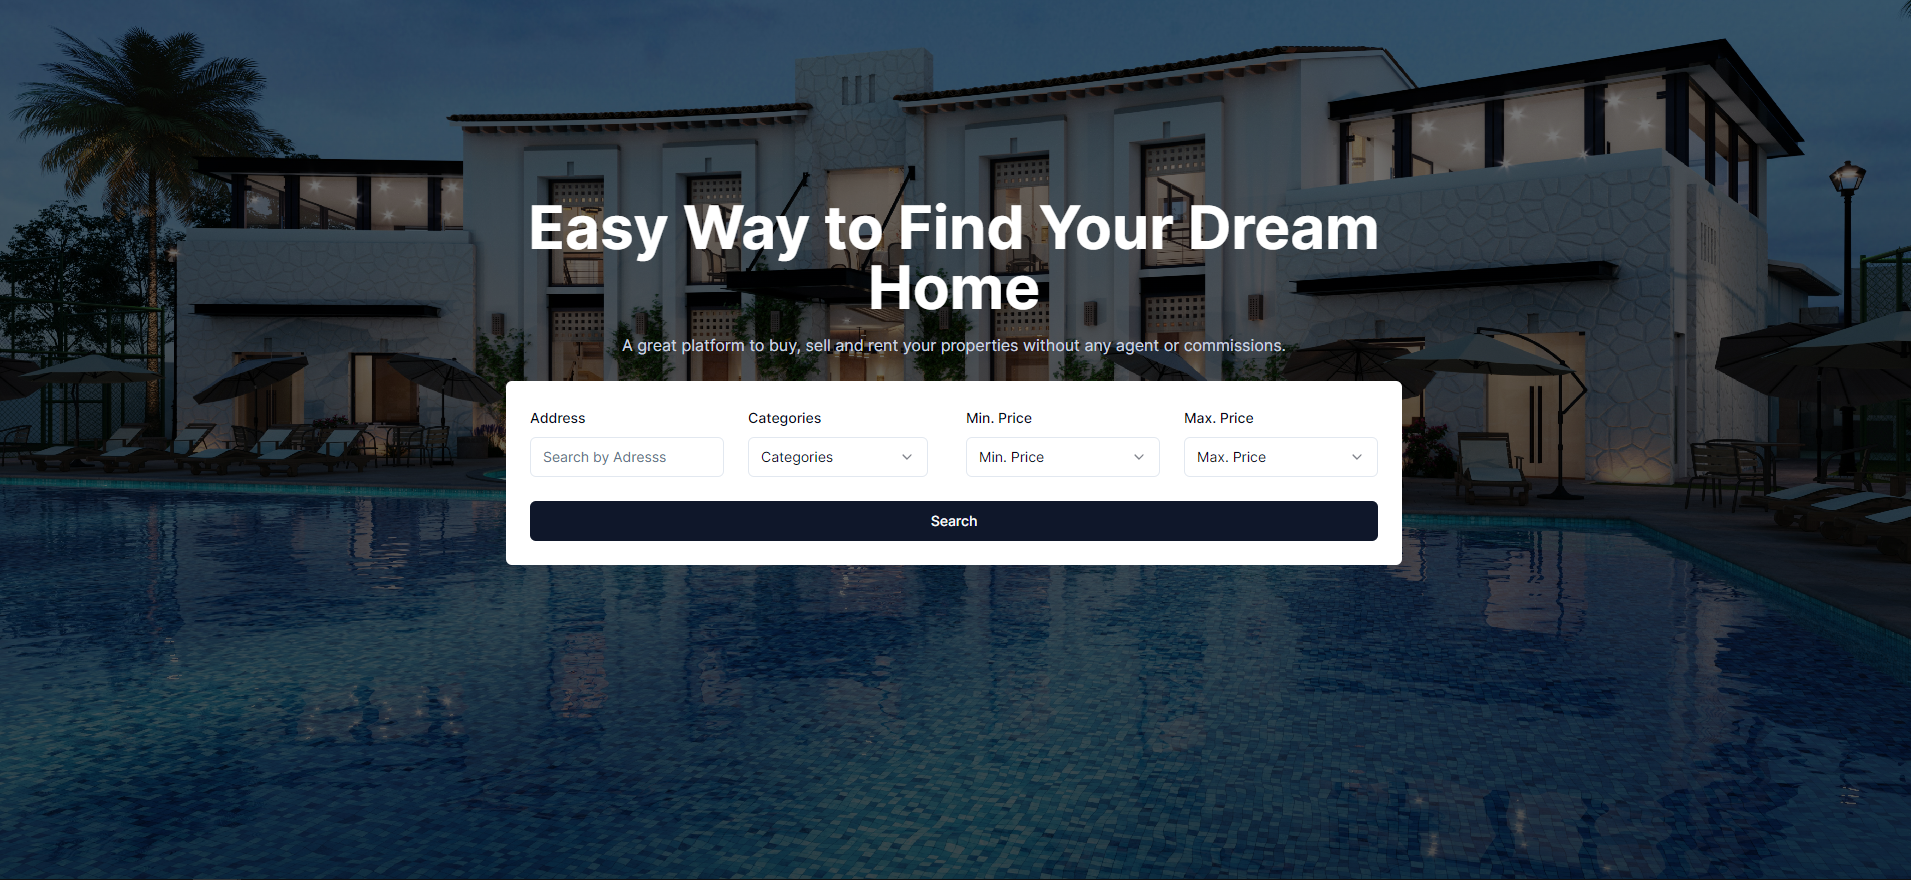 Easy Way to Find Your Dream
Home
A great platform to buy, sell and rent your properties without any agent or commissions.
Address
Categories
Min. Price
Max. Price
Search by Adresss
Categories
Min. Price
Max. Price
Search